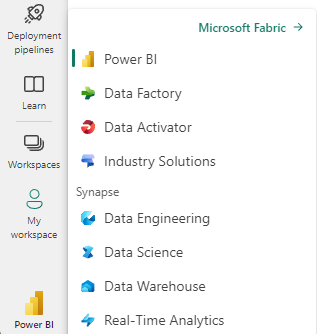 Deployment
pipelines
Learn
Workspaces
My
workspace
Power BI
Microsoft Fabric
Power BI
Data Factory
Data Activator
Industry Solutions
Synapse
Data Engineering
Data Science
Data Warehouse
Real-Time Analytics